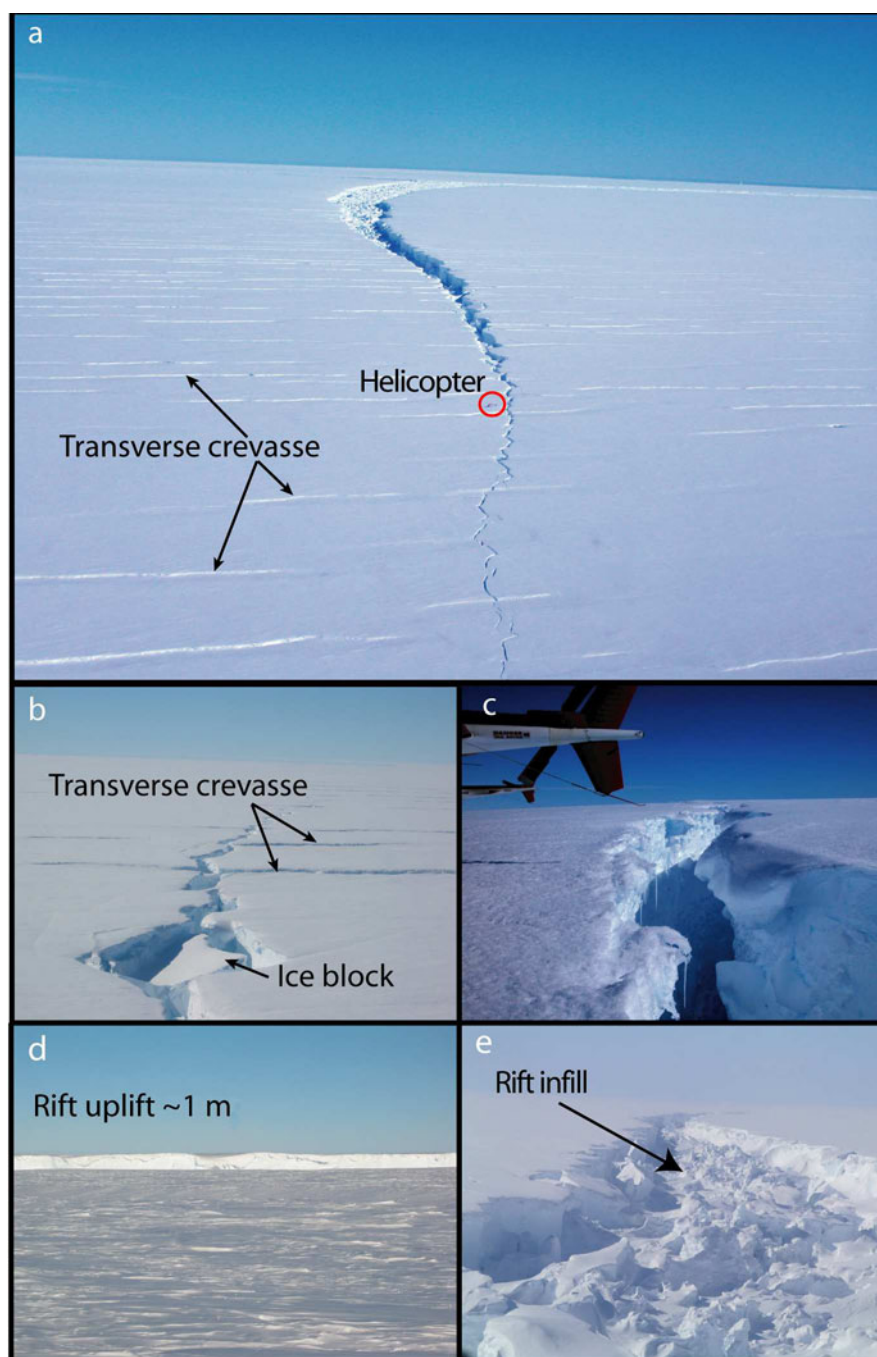 a
Helicopter
Transverse crevasse
b
Transverse crevasse
Ice block
c
d
Rift uplift ~1 m
e
Rift infill